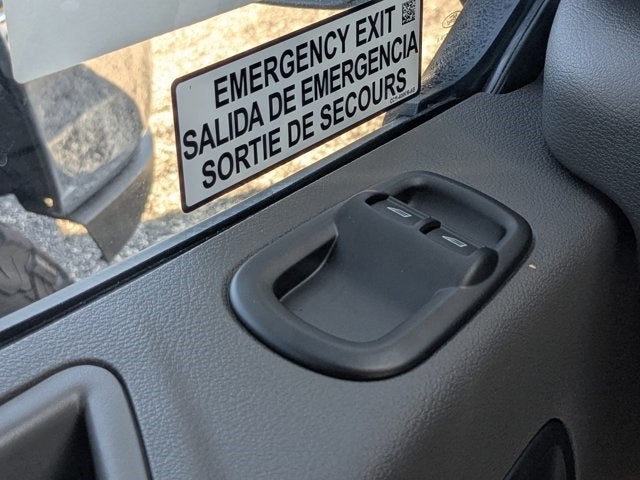 EMERGENCY EXIT
SALIDA DE EMERGENCIA
SORTIE DE SECOURS